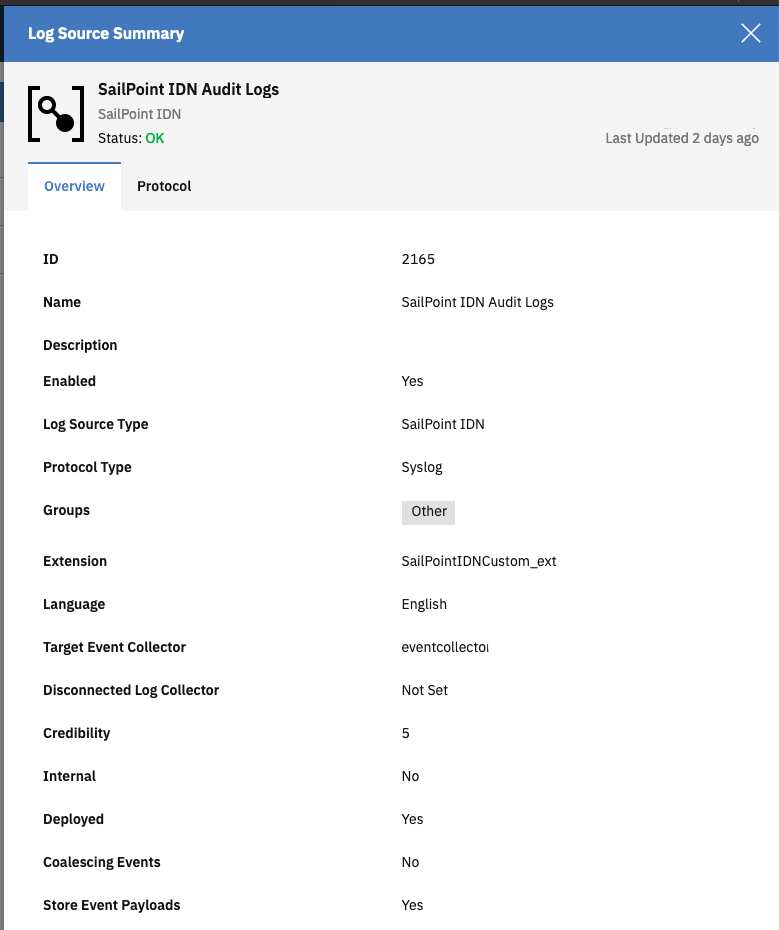 Log Source Summary
SailPoint IDN Audit Logs
SailPoint IDN
Status: OK
Last Updated 2 days ago
Overview
Protocol
ID 2165
Name SailPoint IDN Audit Logs
Description
Enabled Yes
Log Source Type SailPoint IDN
Protocol Type Syslog
Groups Other
Extension SailPointIDNCustom_ext
Language English
Target Event Collector
Disconnected Log Collector Not Set
Credibility 5
Internal No
Deployed Yes
Coalescing Events No
Store Event Payloads Yes